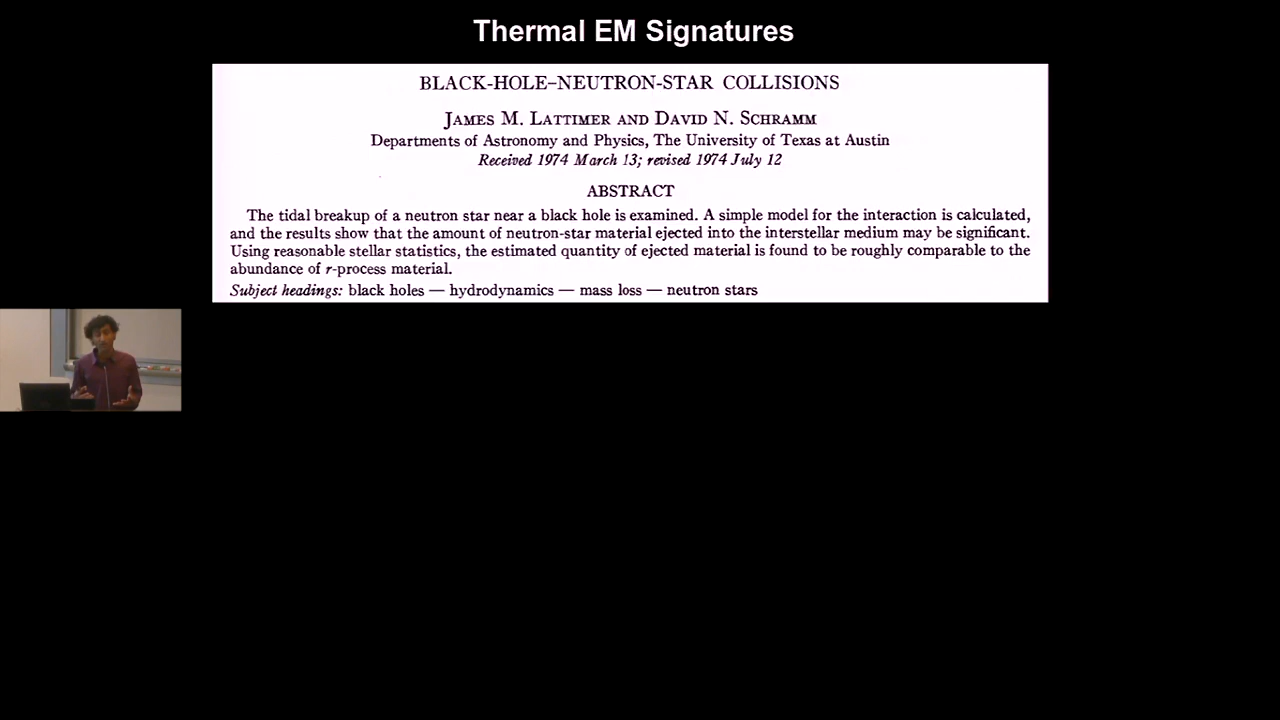 Thermal EM Signatures
BLACK-HOLE–NEUTRON-STAR COLLISIONS
James M. Lattimer and David N. Schramm
Departments of Astronomy and Physics, The University of Texas at Austin
Received 1974 March 13; revised 1974 July 12
ABSTRACT
The tidal breakup of a neutron star near a black hole is examined. A simple model for the interaction is calculated,
and the results show that the amount of neutron-star material ejected into the interstellar medium may be significant.
Using reasonable stellar statistics, the estimated quantity of ejected material is found to be roughly comparable to the
abundance of r-process material.
Subject headings: black holes — hydrodynamics — mass loss — neutron stars